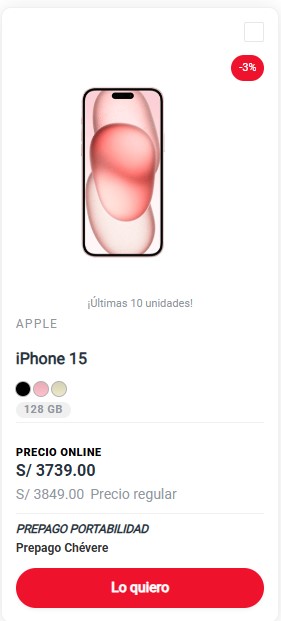 -3%
¡Últimas 10 unidades!
APPLE
iPhone 15
128 GB
PRECIO ONLINE
S/ 3739.00
S/ 3849.00 Precio regular
PREPAGO PORTABILIDAD
Prepago Chévere
Lo quiero